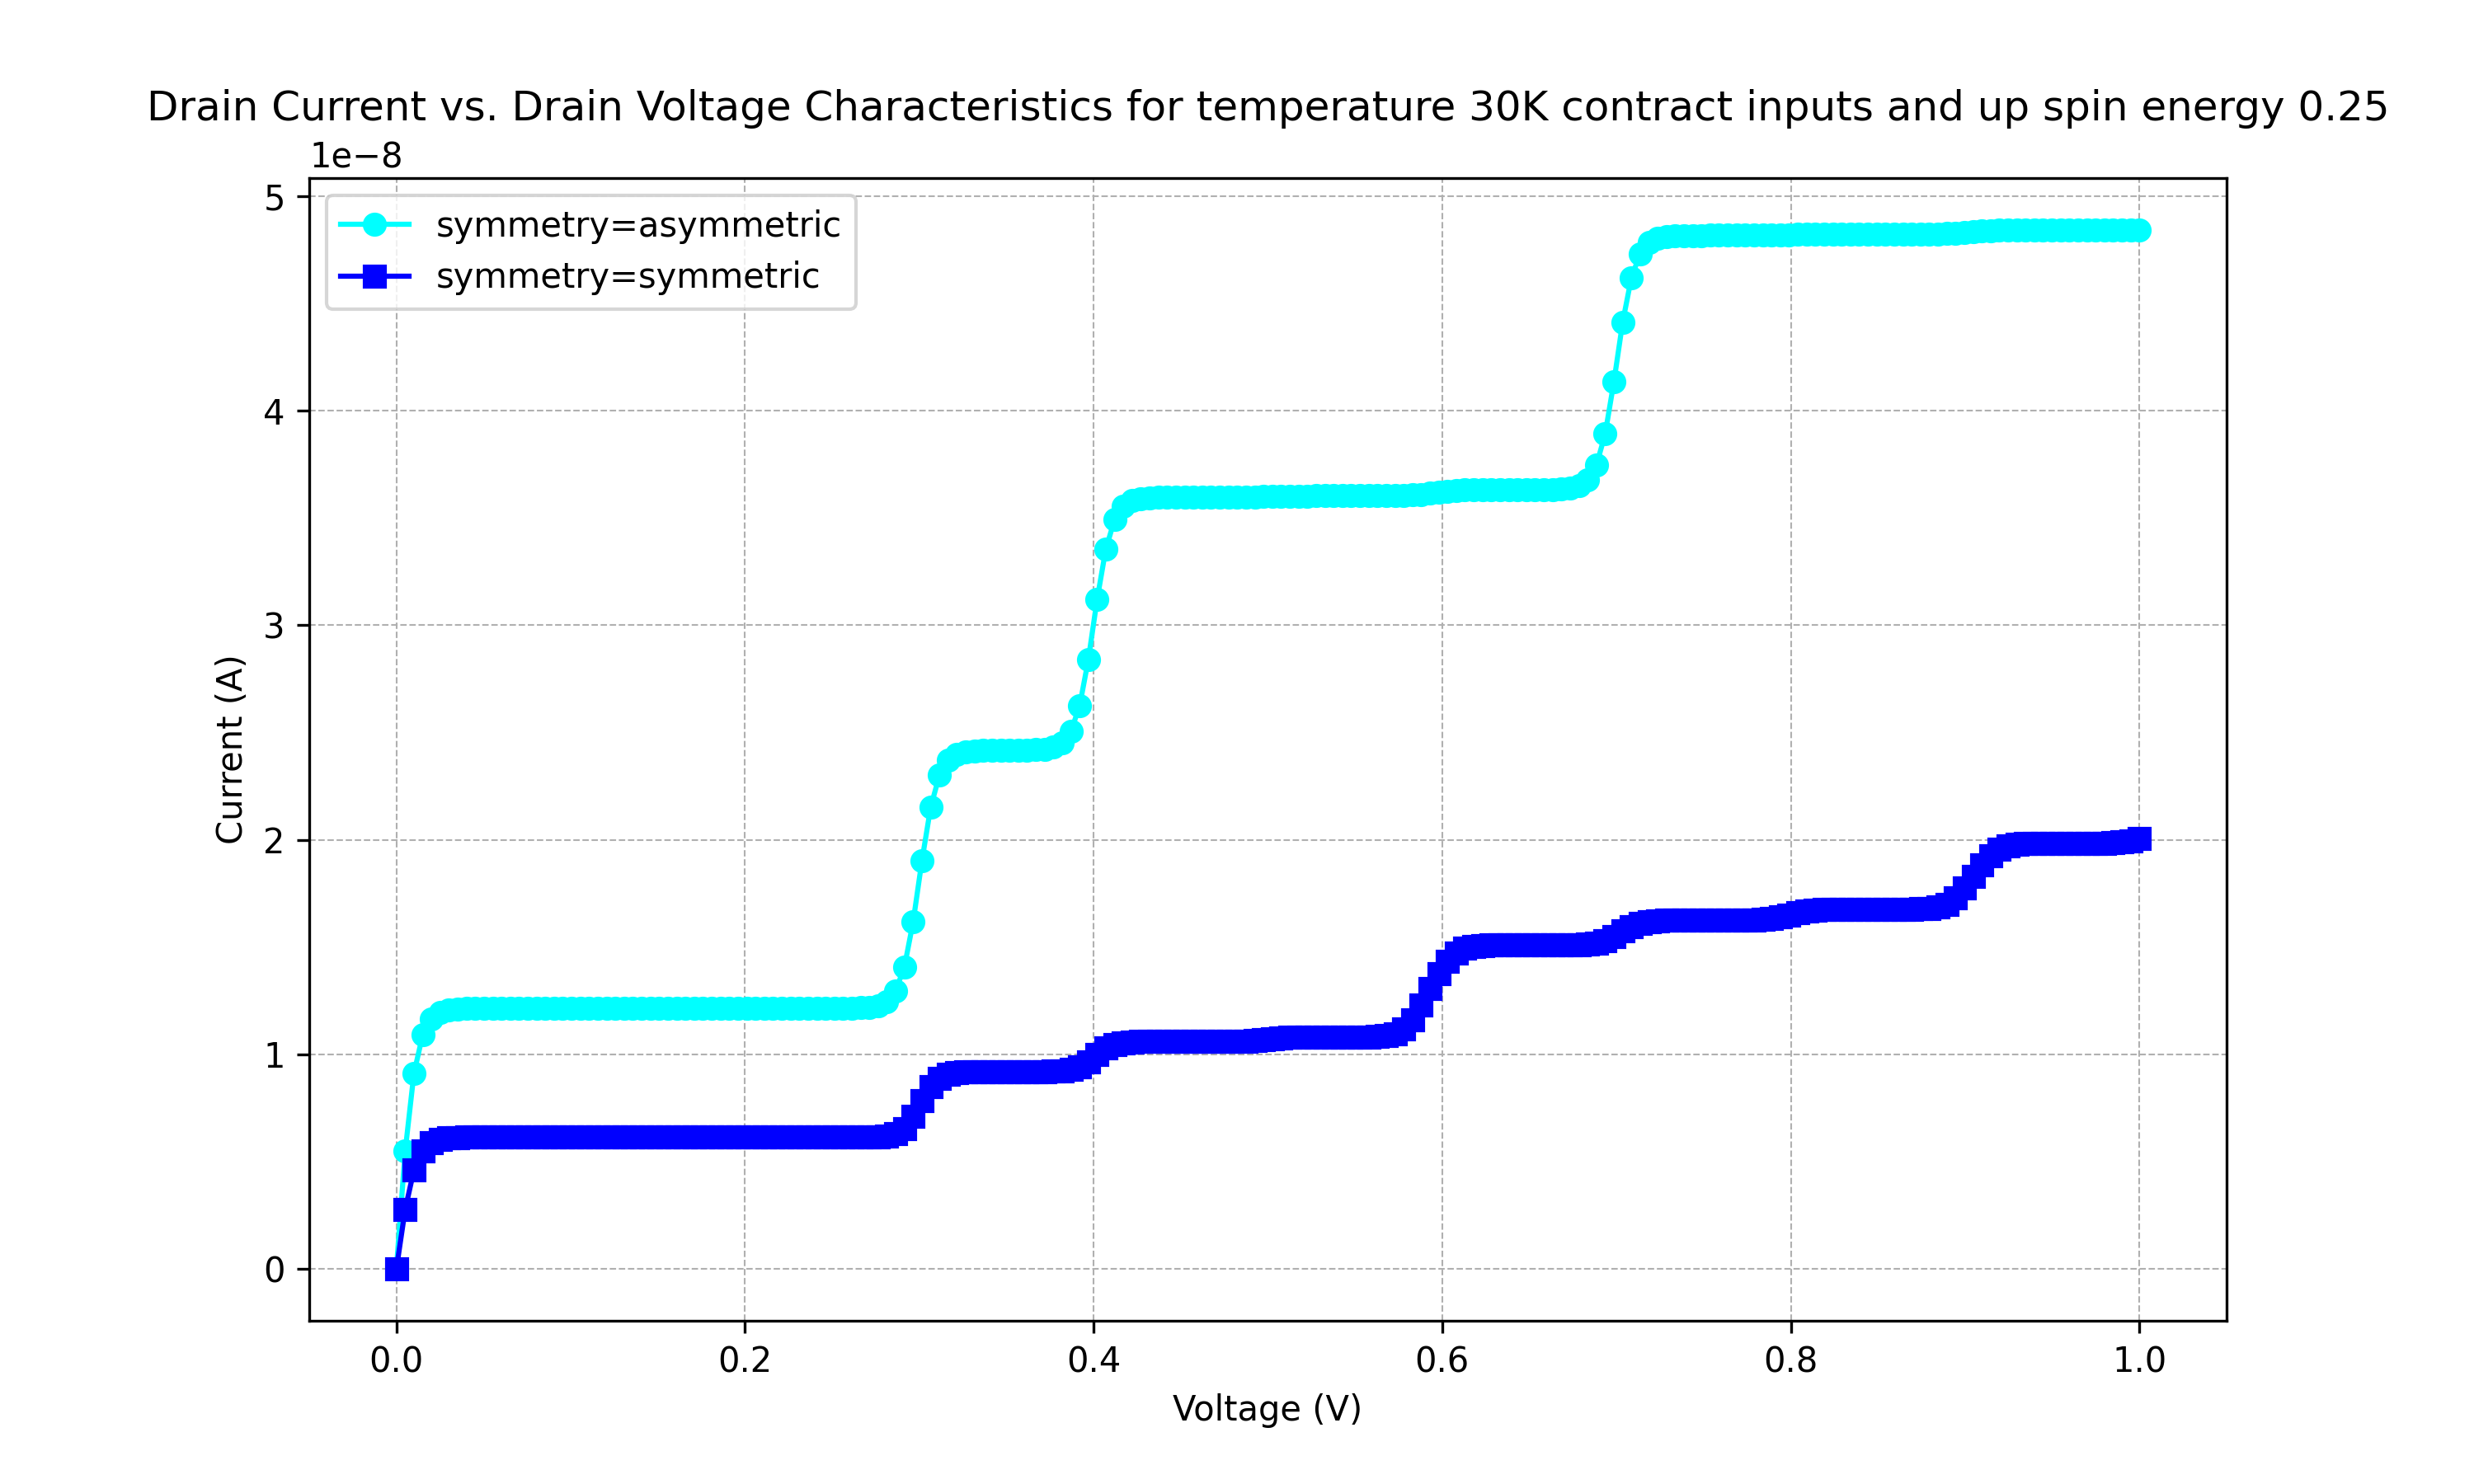 Drain Current vs. Drain Voltage Characteristics for temperature 30K contract inputs and up spin energy 0.25
1e−8
symmetry=asymmetric
symmetry=symmetric
5
4
3
2
1
0
Current (A)
0.0 0.2 0.4 0.6 0.8 1.0
Voltage (V)